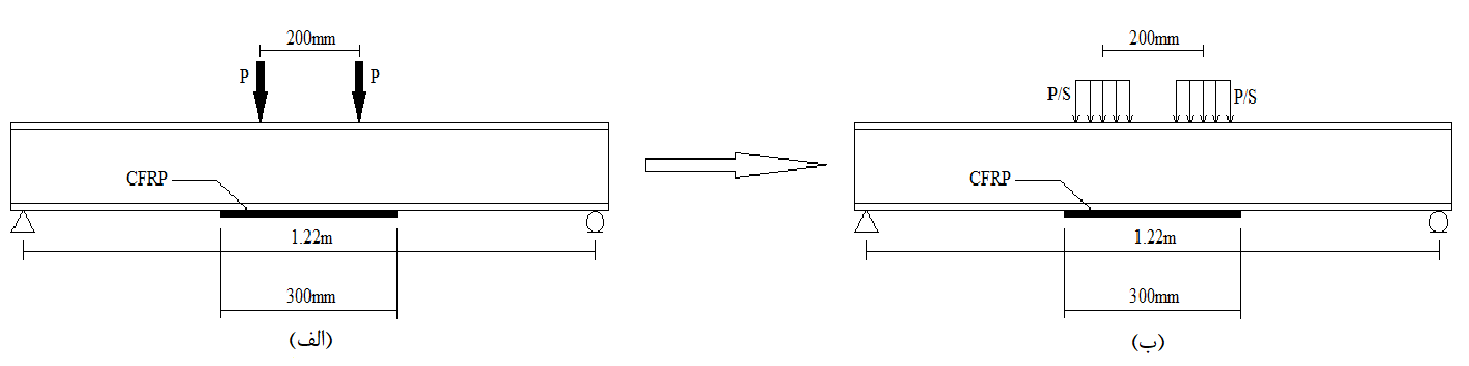 200mm
P P
CFRP
1.22m
300mm
(الف)
200mm
P/S P/S
CFRP
1.22m
300mm
(ب)